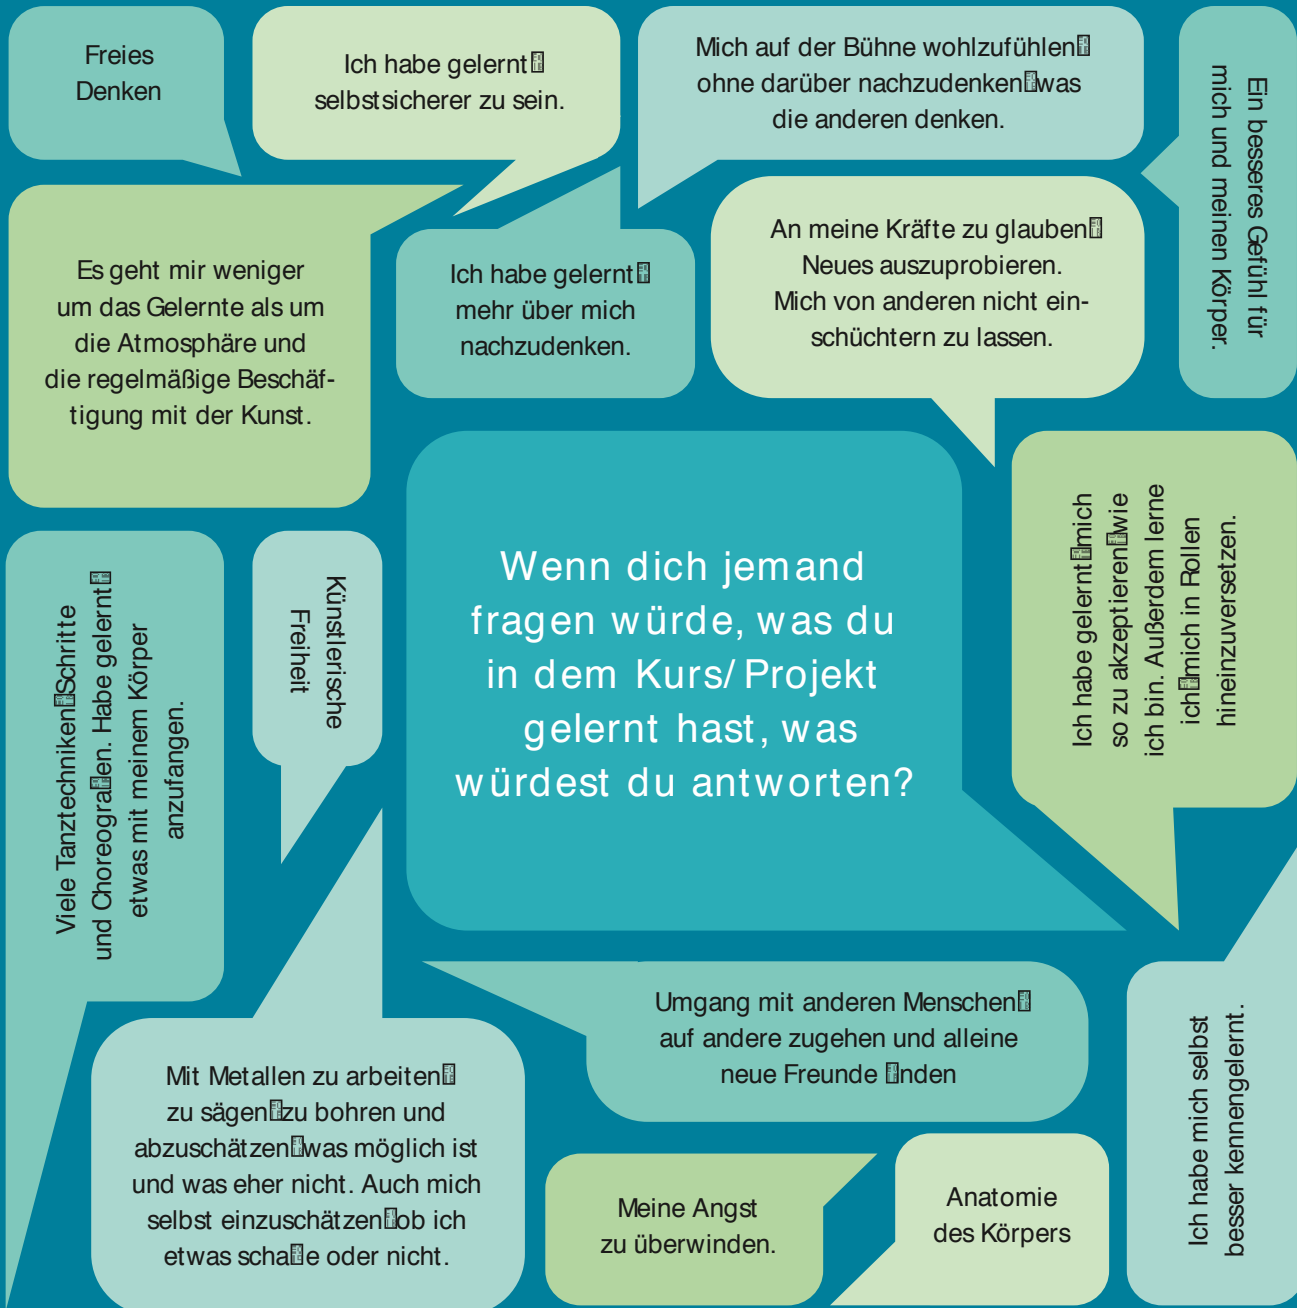 Freies
Denken
Ich habe gelernt□
selbstsicherer zu sein.
Mich auf der Bühne wohlzufühlen□
ohne darüber nachzudenken□was
die anderen denken.
Ein besseres Gefühl für
mich und meinen Körper.
Es geht mir weniger
um das Gelernte als um
die Atmosphäre und
die regelmäßige Beschäf-
tigung mit der Kunst.
Ich habe gelernt□
mehr über mich
nachzudenken.
An meine Kräfte zu glauben□
Neues auszuprobieren.
Mich von anderen nicht ein-
schüchtern zu lassen.
Wenn dich jemand
fragen würde, was du
in dem Kurs/Projekt
gelernt hast, was
würdest du antworten?
Ich habe gelernt□mich
so zu akzeptieren□wie
ich bin. Außerdem lerne
ich□mich in Rollen
hineinzuversetzen.
Viele Tanztechniken□Schritte
und Choreogra□en. Habe gelernt□
etwas mit meinem Körper
anzufangen.
Künstlerische
Freiheit
Umgang mit anderen Menschen□
auf andere zugehen und alleine
neue Freunde □nden
Mit Metallen zu arbeiten□
zu sägen□zu bohren und
abzuschätzen□was möglich ist
und was eher nicht. Auch mich
selbst einzuschätzen□ob ich
etwas scha□e oder nicht.
Meine Angst
zu überwinden.
Anatomie
des Körpers
Ich habe mich selbst
besser kennengelernt.